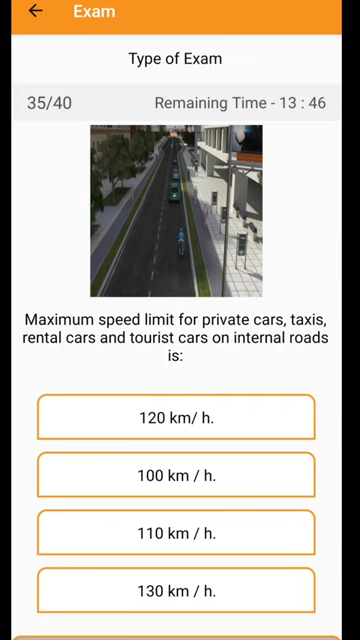 Exam
Type of Exam
35/40
Remaining Time - 13 : 46
Maximum speed limit for private cars, taxis,
rental cars and tourist cars on internal roads
is:
120 km/ h.
100 km / h.
110 km / h.
130 km / h.